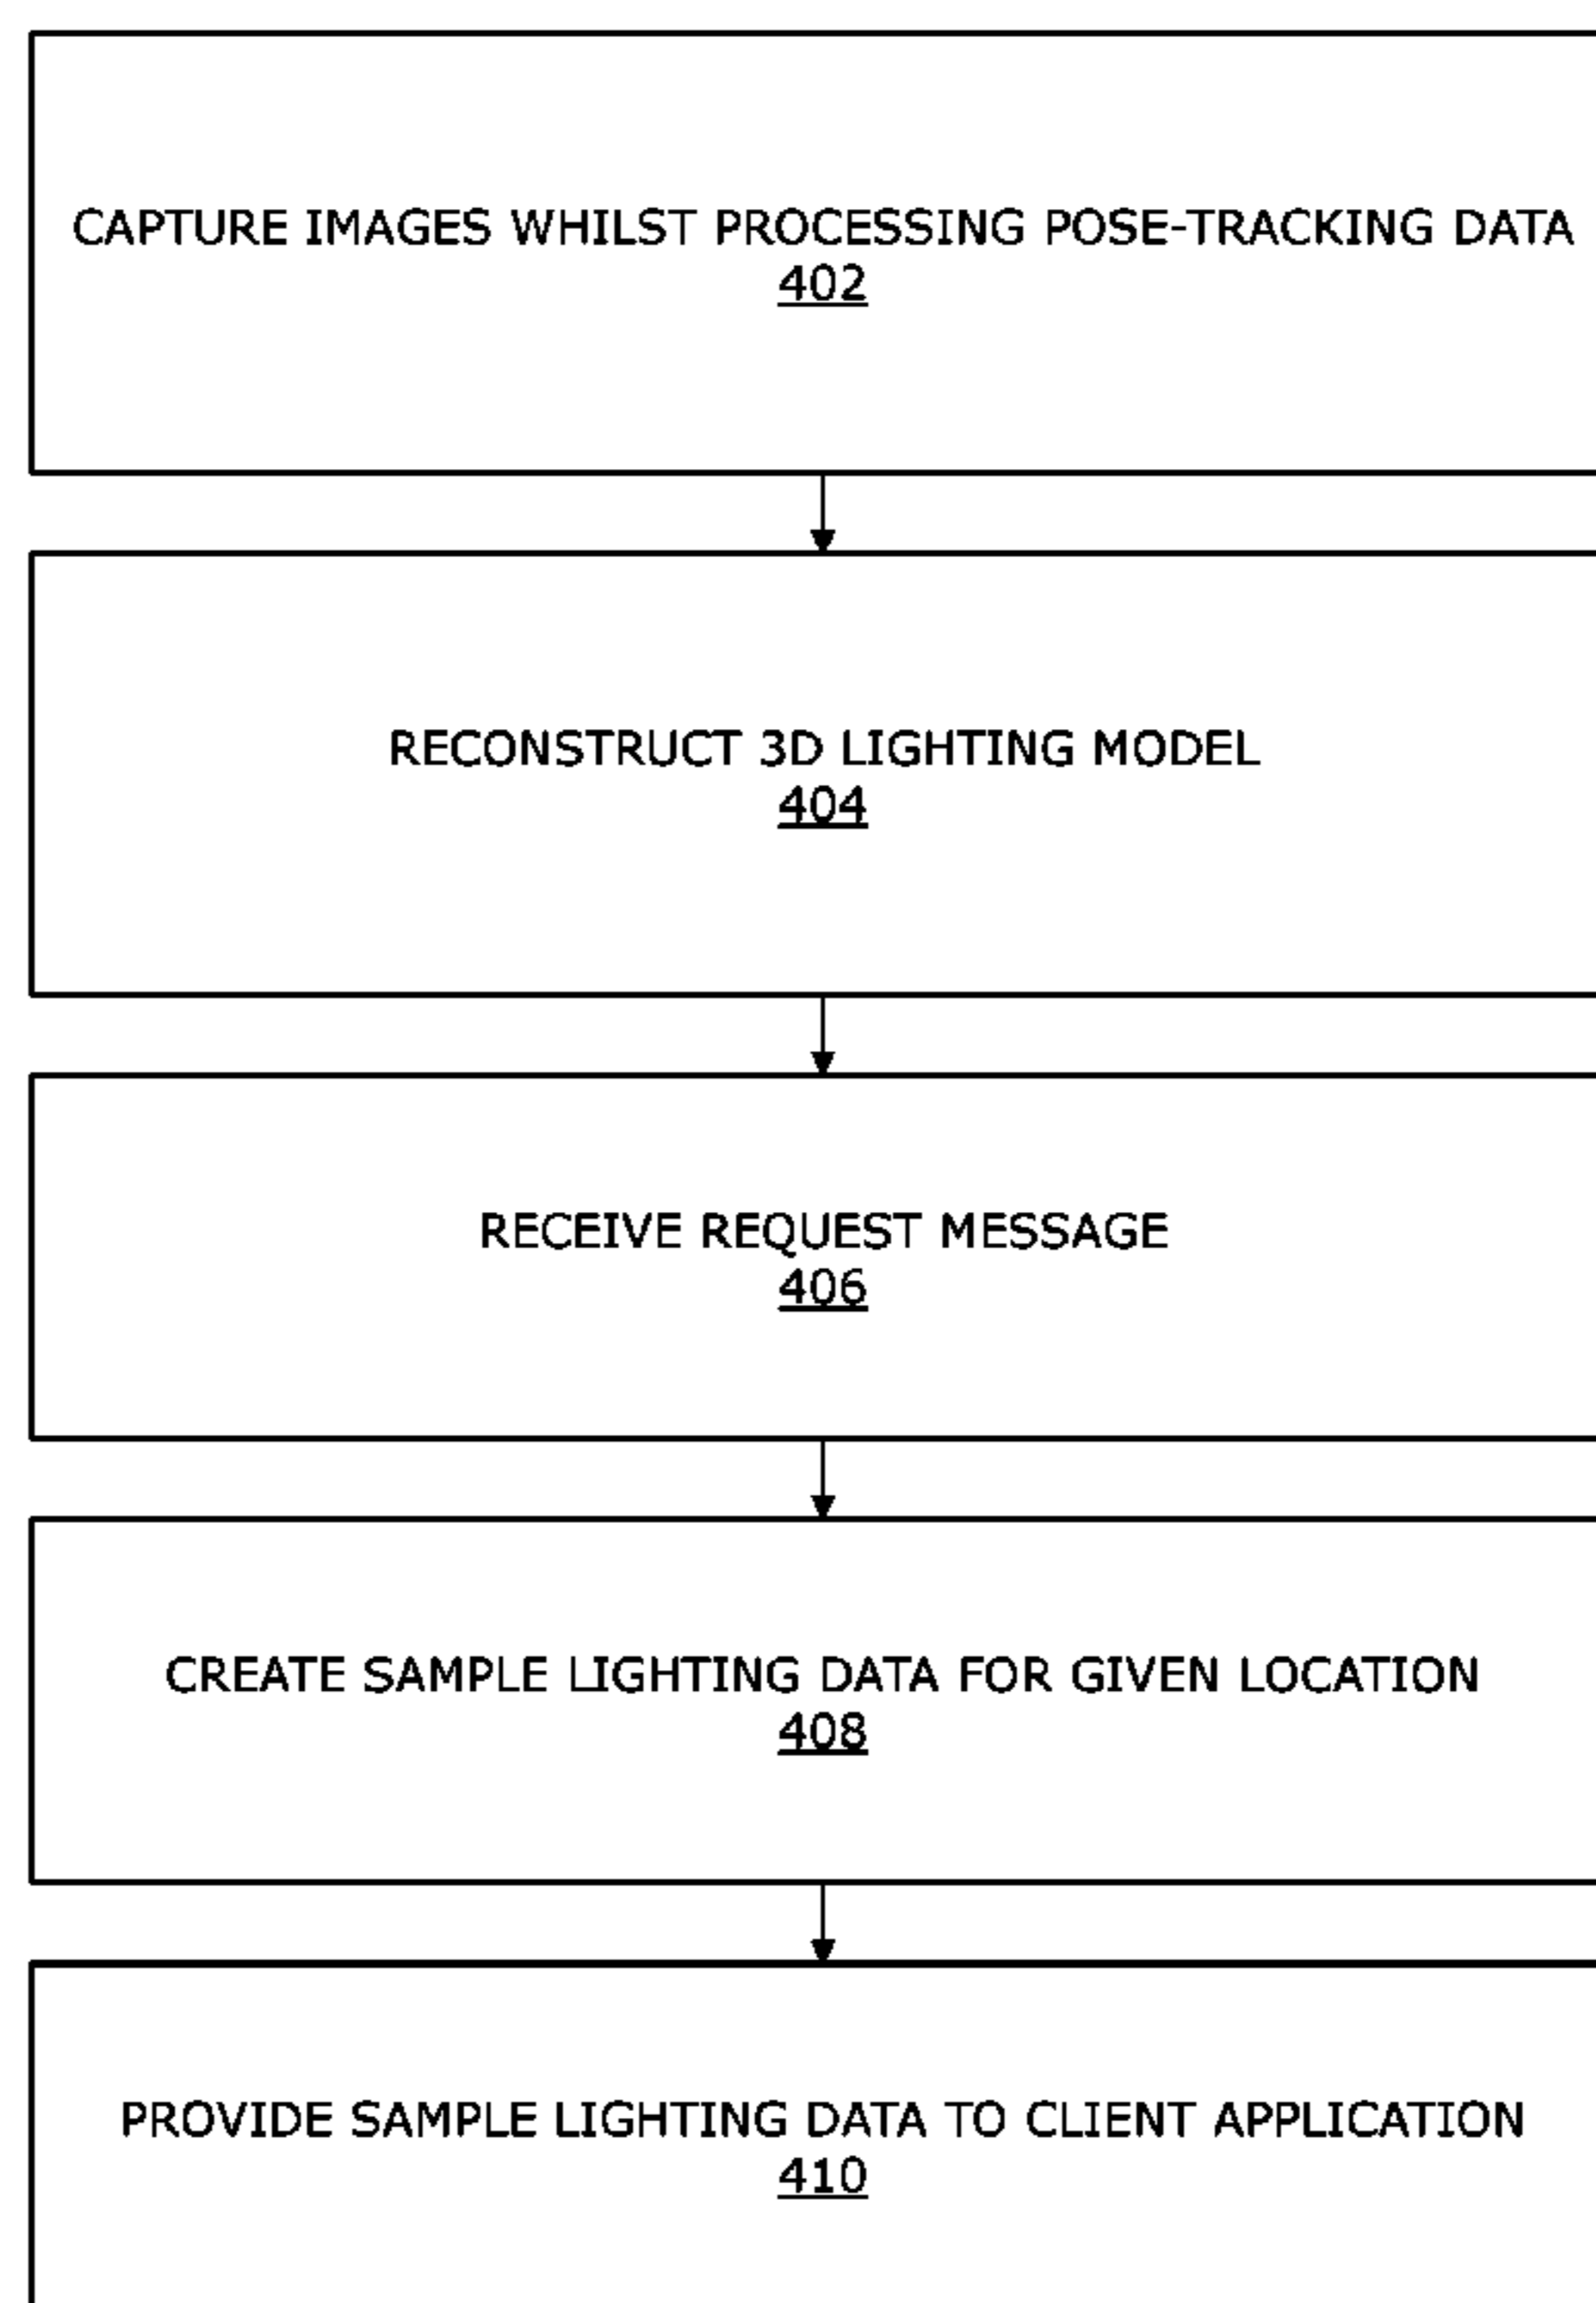 CAPTURE IMAGES WHILST PROCESSING POSE-TRACKING DATA
402
RECONSTRUCT 3D LIGHTING MODEL
404
RECEIVE REQUEST MESSAGE
406
CREATE SAMPLE LIGHTING DATA FOR GIVEN LOCATION
408
PROVIDE SAMPLE LIGHTING DATA TO CLIENT APPLICATION
410